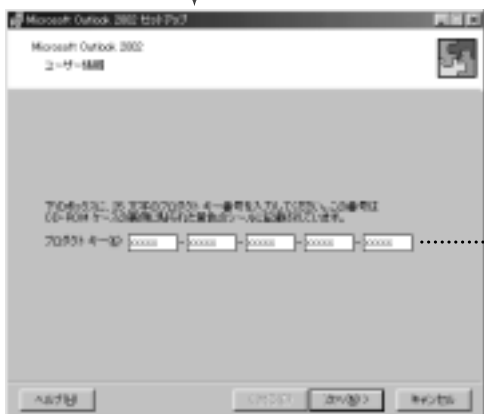 Microsoft Outlook 2002 セットアップ
Microsoft Outlook 2002
ユーザー情報
下のボックスに、25 文字のプロダクト キー番号を入力してください。この番号は
CD-ROM ケースの裏側に貼られた黄色のシールに記載されています。
プロダクト キー(P): xxxxx - xxxxx - xxxxx - xxxxx - xxxxx
ヘルプ(H) < 戻る(B) 次へ(N) > キャンセル